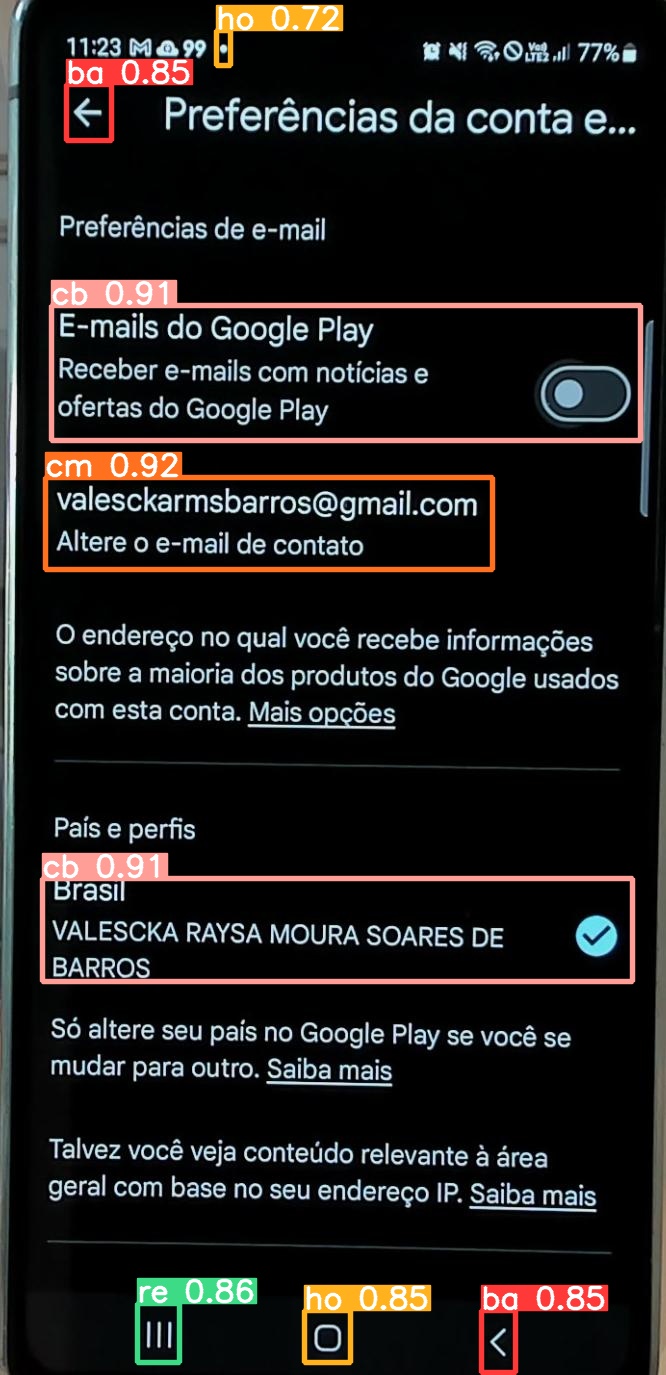 ho 0.72
11:23 99 77%
ba 0.85
Preferências da conta e...
Preferências de e-mail
cb 0.91
E-mails do Google Play
Receber e-mails com notícias e
ofertas do Google Play
cm 0.92
valesckarmsbarros@gmail.com
Altere o e-mail de contato
O endereço no qual você recebe informações
sobre a maioria dos produtos do Google usados
com esta conta. Mais opções
País e perfis
cb 0.91
Brasil
VALESCKA RAYSA MOURA SOARES DE
BARROS
Só altere seu país no Google Play se você se
mudar para outro. Saiba mais
Talvez você veja conteúdo relevante à área
geral com base no seu endereço IP. Saiba mais
re 0.86
ho 0.85
ba 0.85